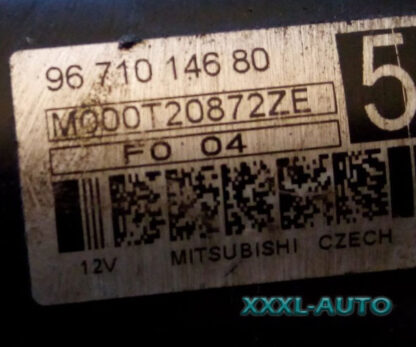 96 710 146 80
5
M000T20872ZE
F0 04
12V MITSUBISHI CZECH
XXXL-AUTO